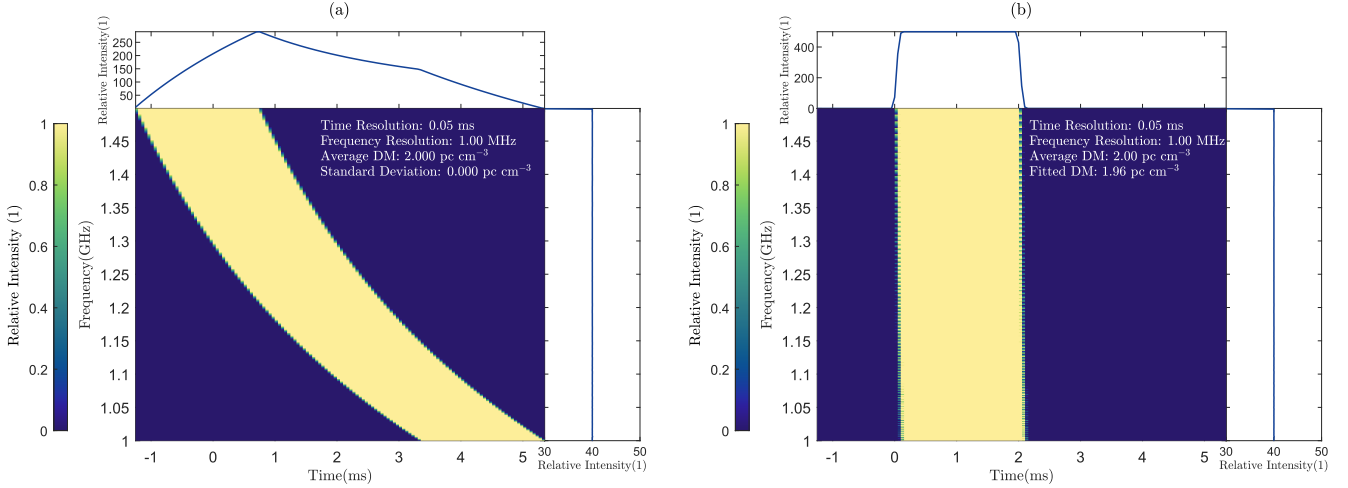 (a)
Relative Intensity(1)
250
200
150
100
50
Relative Intensity (1)
1
0.8
0.6
0.4
0.2
0
Frequency(GHz)
1.45
1.4
1.35
1.3
1.25
1.2
1.15
1.1
1.05
1
Time Resolution: 0.05 ms
Frequency Resolution: 1.00 MHz
Average DM: 2.000 pc cm⁻³
Standard Deviation: 0.000 pc cm⁻³
-1 0 1 2 3 4 5
Time(ms)
30 40 50
Relative Intensity(1)
(b)
Relative Intensity(1)
400
200
0
Relative Intensity (1)
1
0.8
0.6
0.4
0.2
0
Frequency(GHz)
1.45
1.4
1.35
1.3
1.25
1.2
1.15
1.1
1.05
1
Time Resolution: 0.05 ms
Frequency Resolution: 1.00 MHz
Average DM: 2.00 pc cm⁻³
Fitted DM: 1.96 pc cm⁻³
-1 0 1 2 3 4 5
Time(ms)
30 40 50
Relative Intensity(1)